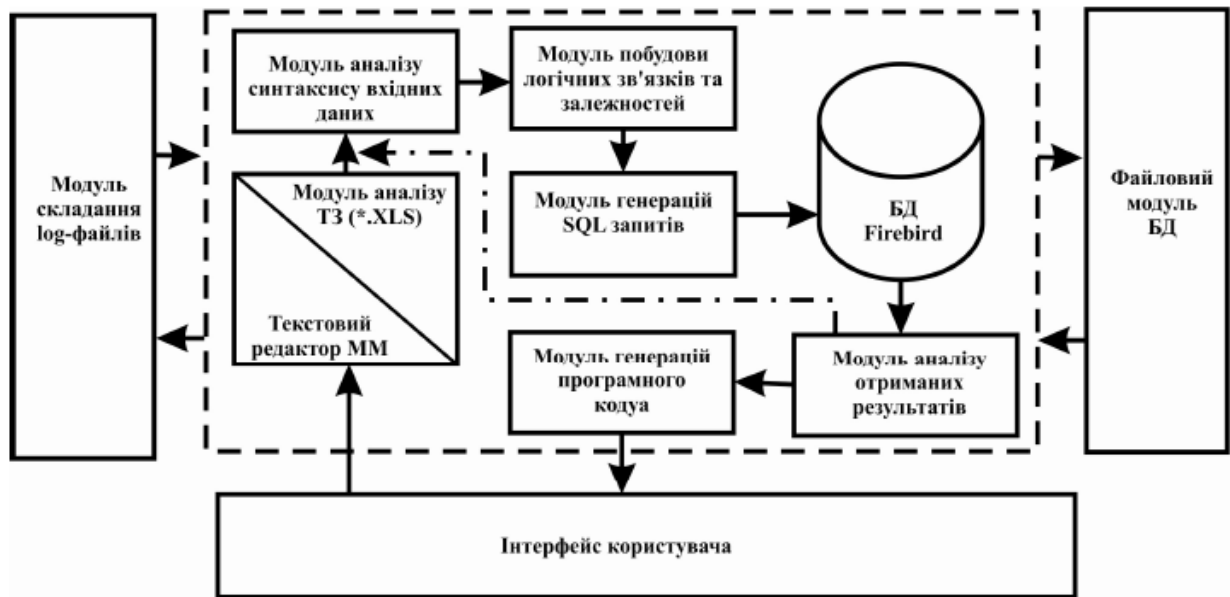 Модуль
складання
log-файлів
Модуль аналізу
синтаксису вхідних
даних
Модуль побудови
логічних зв'язків та
залежностей
Модуль аналізу
ТЗ (*.XLS)
Текстовий
редактор ММ
Модуль генерацій
SQL запитів
БД
Firebird
Модуль генерацій
програмного
кодуа
Модуль аналізу
отриманих
результатів
Файловий
модуль
БД
Інтерфейс користувача